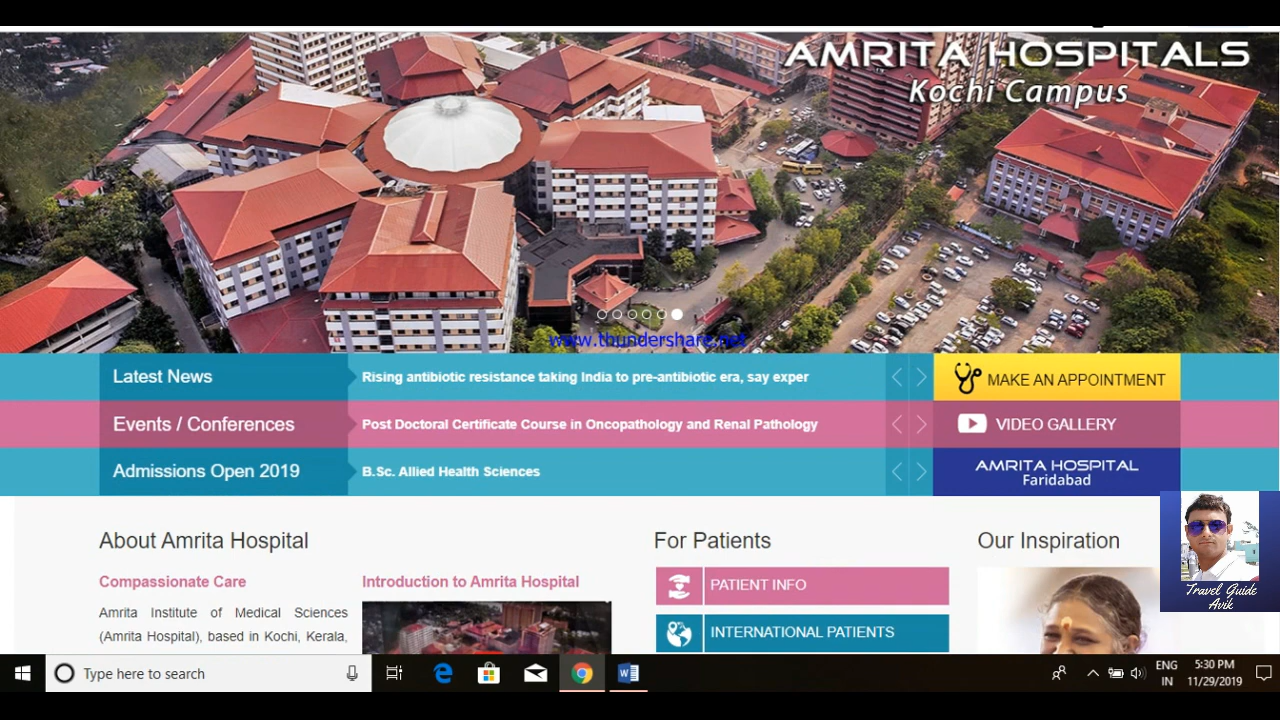 AMRITA HOSPITALS
Kochi Campus
www.thundershare.net
Latest News
Rising antibiotic resistance taking India to pre-antibiotic era, say exper
MAKE AN APPOINTMENT
Events / Conferences
Post Doctoral Certificate Course in Oncopathology and Renal Pathology
VIDEO GALLERY
Admissions Open 2019
B.Sc. Allied Health Sciences
AMRITA HOSPITAL
Faridabad
About Amrita Hospital
For Patients
Our Inspiration
Compassionate Care
Introduction to Amrita Hospital
PATIENT INFO
Amrita Institute of Medical Sciences
(Amrita Hospital), based in Kochi, Kerala,
INTERNATIONAL PATIENTS
Travel Guide
Avik
Type here to search
W
ENG
IN
5:30 PM
11/29/2019